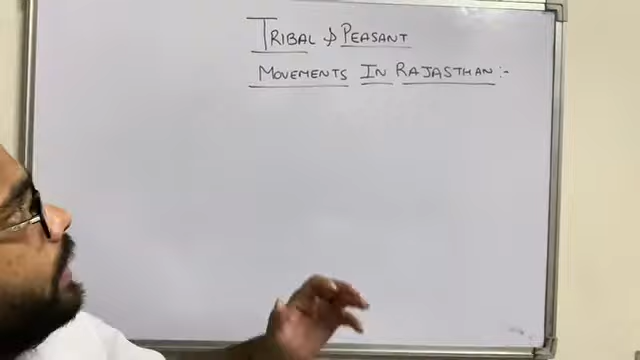 TRIBAL & PEASANT
MOVEMENTS IN RAJASTHAN :-